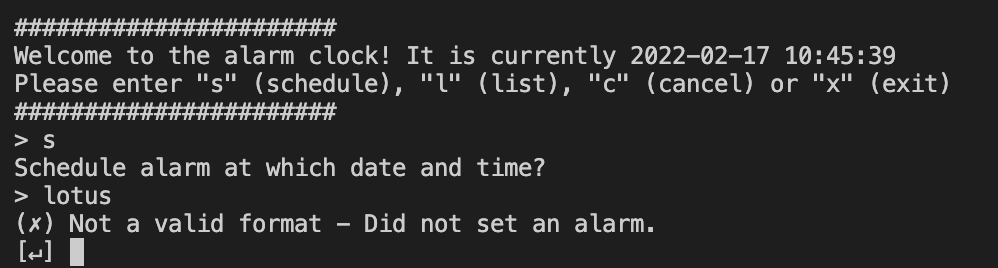 #######################
Welcome to the alarm clock! It is currently 2022-02-17 10:45:39
Please enter "s" (schedule), "l" (list), "c" (cancel) or "x" (exit)
#######################
> s
Schedule alarm at which date and time?
> lotus
(✗) Not a valid format - Did not set an alarm.
[↵]